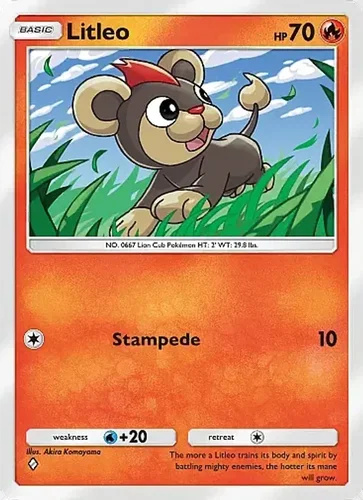 BASIC Litleo HP 70
NO. 0667 Lion Cub Pokémon HT: 2' WT: 29.8 lbs.
Stampede 10
weakness +20 retreat
Illus. Akira Komayama
The more a Litleo trains its body and spirit by
battling mighty enemies, the hotter its mane
will grow.